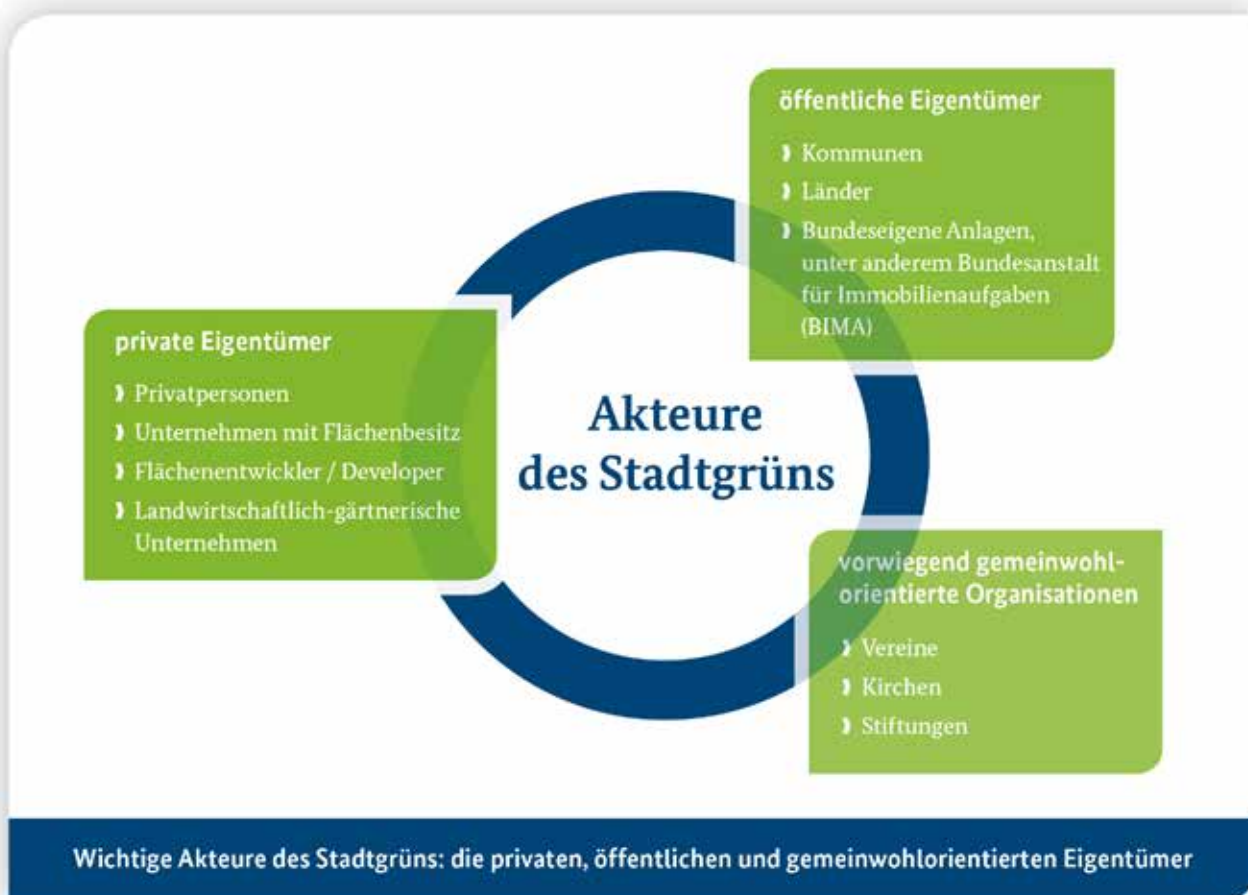 öffentliche Eigentümer
Kommunen
Länder
Bundeseigene Anlagen,
unter anderem Bundesanstalt
für Immobilienaufgaben
(BIMA)
private Eigentümer
Privatpersonen
Unternehmen mit Flächenbesitz
Flächenentwickler / Developer
Landwirtschaftlich-gärtnerische
Unternehmen
Akteure
des Stadtgrüns
vorwiegend gemeinwohl-
orientierte Organisationen
Vereine
Kirchen
Stiftungen
Wichtige Akteure des Stadtgrüns: die privaten, öffentlichen und gemeinwohlorientierten Eigentümer